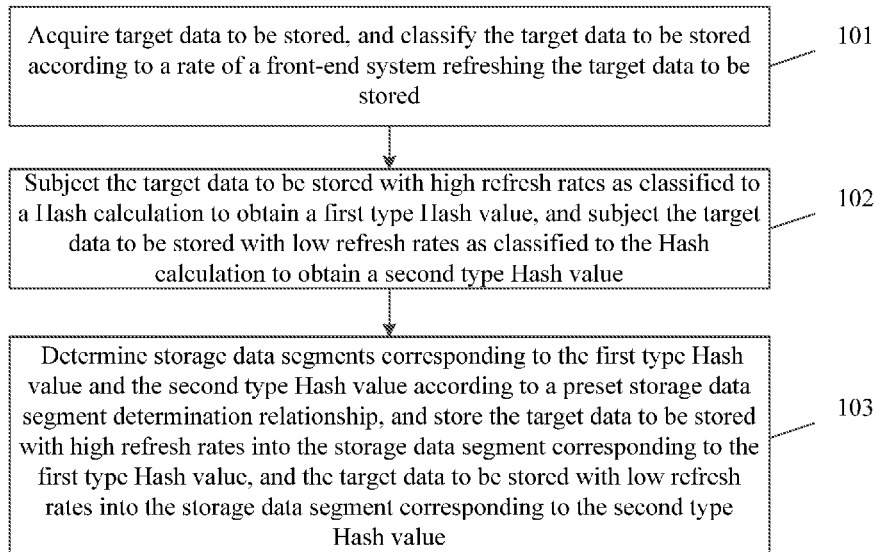 Acquire target data to be stored, and classify the target data to be stored
according to a rate of a front-end system refreshing the target data to be
stored
101
Subject the target data to be stored with high refresh rates as classified to
a Hash calculation to obtain a first type Hash value, and subject the target
data to be stored with low refresh rates as classified to the Hash
calculation to obtain a second type Hash value
102
Determine storage data segments corresponding to the first type Hash
value and the second type Hash value according to a preset storage data
segment determination relationship, and store the target data to be stored
with high refresh rates into the storage data segment corresponding to the
first type Hash value, and the target data to be stored with low refresh
rates into the storage data segment corresponding to the second type
Hash value
103